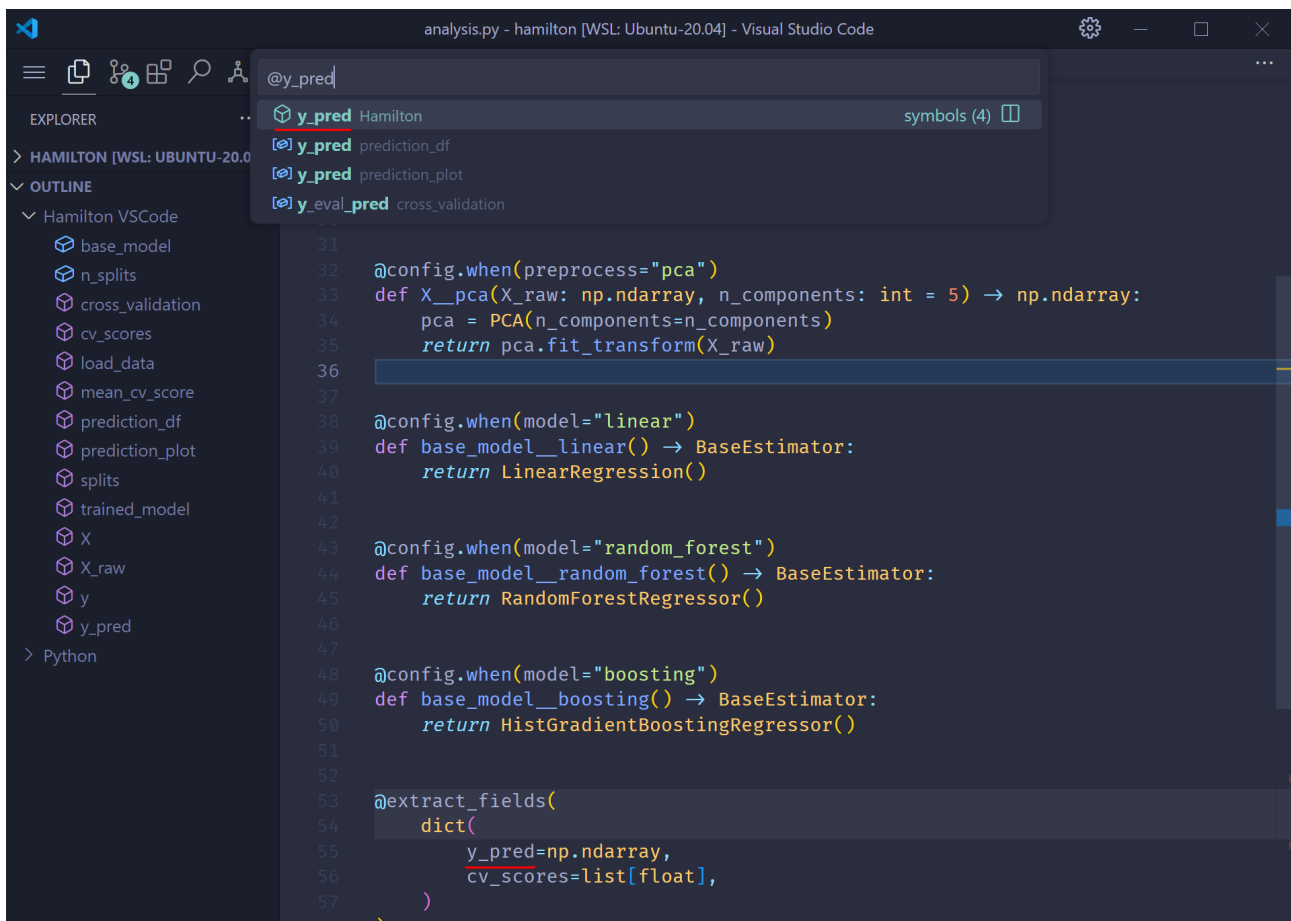 analysis.py - hamilton [WSL: Ubuntu-20.04] - Visual Studio Code
4
@y_pred
y_pred Hamilton symbols (4)
y_pred prediction_df
y_pred prediction_plot
y_eval_pred cross_validation
EXPLORER
HAMILTON [WSL: UBUNTU-20.0
OUTLINE
Hamilton VSCode
base_model
n_splits
cross_validation
cv_scores
load_data
mean_cv_score
prediction_df
prediction_plot
splits
trained_model
X
X_raw
y
y_pred
Python
31
32 @config.when(preprocess="pca")
33 def X__pca(X_raw: np.ndarray, n_components: int = 5) → np.ndarray:
34 pca = PCA(n_components=n_components)
35 return pca.fit_transform(X_raw)
36
37
38 @config.when(model="linear")
39 def base_model__linear() → BaseEstimator:
40 return LinearRegression()
41
42
43 @config.when(model="random_forest")
44 def base_model__random_forest() → BaseEstimator:
45 return RandomForestRegressor()
46
47
48 @config.when(model="boosting")
49 def base_model__boosting() → BaseEstimator:
50 return HistGradientBoostingRegressor()
51
52
53 @extract_fields(
54 dict(
55 y_pred=np.ndarray,
56 cv_scores=list[float],
57 )